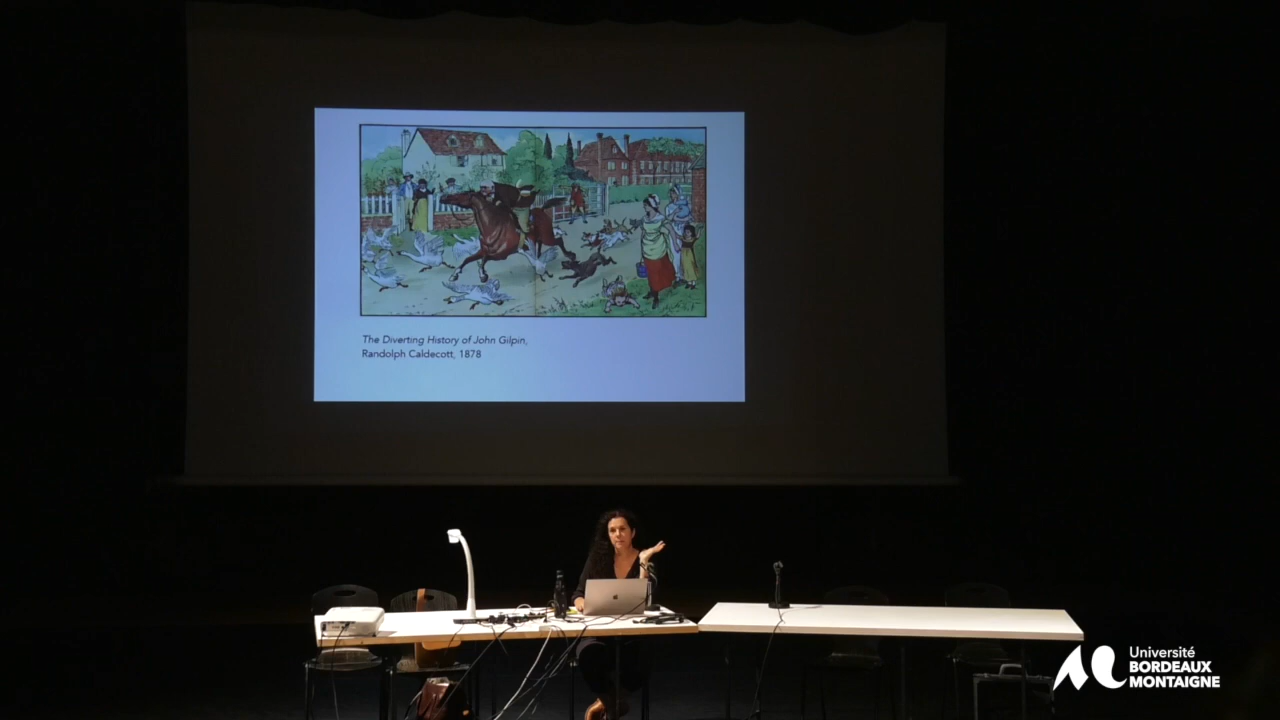 The Diverting History of John Gilpin,
Randolph Caldecott, 1878
Université
BORDEAUX
MONTAIGNE